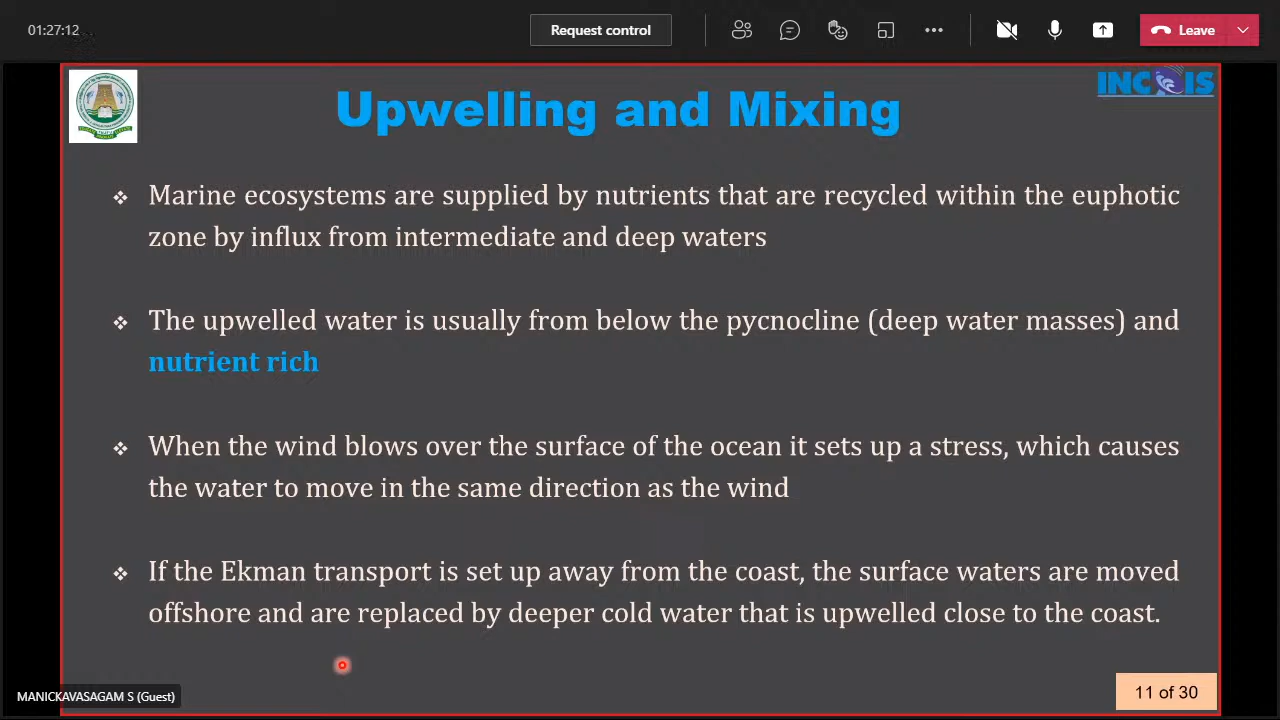 01:27:12
Request control
Leave
INCOIS
Upwelling and Mixing
❖ Marine ecosystems are supplied by nutrients that are recycled within the euphotic
zone by influx from intermediate and deep waters
❖ The upwelled water is usually from below the pycnocline (deep water masses) and
nutrient rich
❖ When the wind blows over the surface of the ocean it sets up a stress, which causes
the water to move in the same direction as the wind
❖ If the Ekman transport is set up away from the coast, the surface waters are moved
offshore and are replaced by deeper cold water that is upwelled close to the coast.
MANICKAVASAGAM S (Guest)
11 of 30